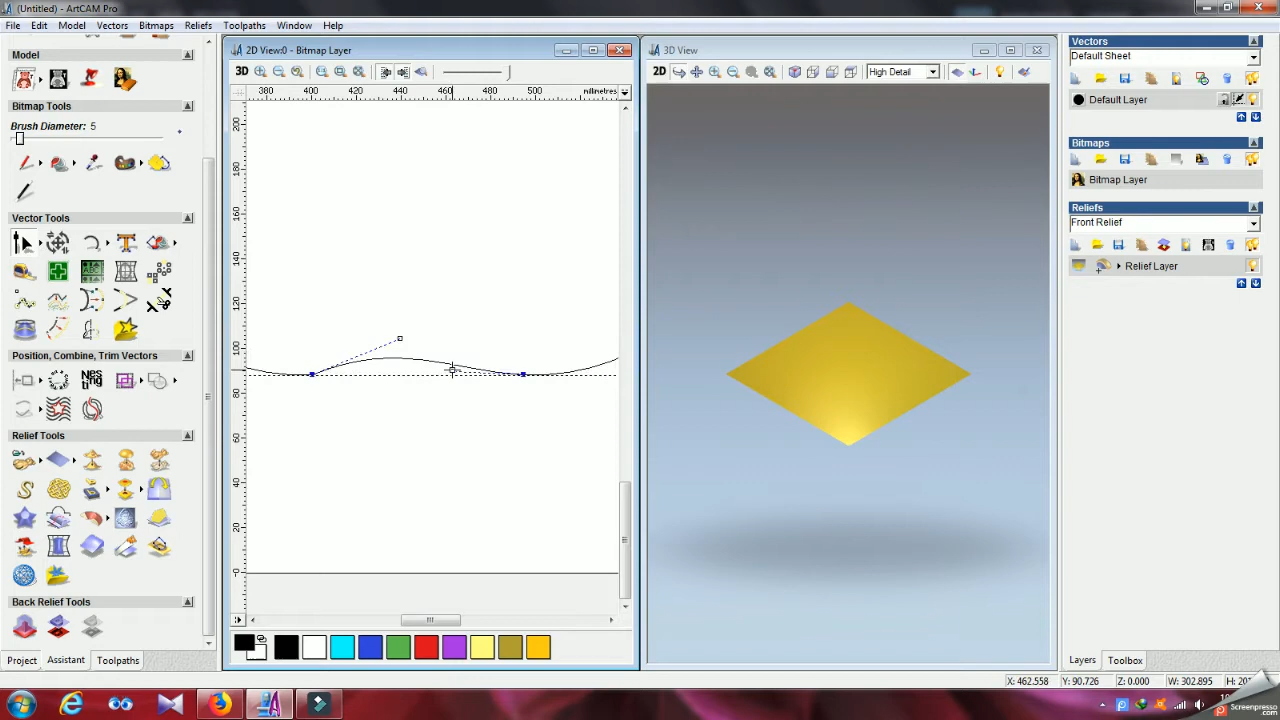 (Untitled) - ArtCAM Pro
File Edit Model Vectors Bitmaps Reliefs Toolpaths Window Help
Model
Bitmap Tools
Brush Diameter: 5
Vector Tools
Position, Combine, Trim Vectors
Relief Tools
Back Relief Tools
Project Assistant Toolpaths
2D View:0 - Bitmap Layer
3D
380 400 420 440 460 480 500 millimetres
200
180
160
140
120
100
80
60
40
20
-0
3D View
2D High Detail
Vectors
Default Sheet
Default Layer
Bitmaps
Bitmap Layer
Reliefs
Front Relief
Relief Layer
Layers Toolbox
X: 462.558 Y: 90.726 Z: 0.000 W: 302.895
Screenpresso
.com